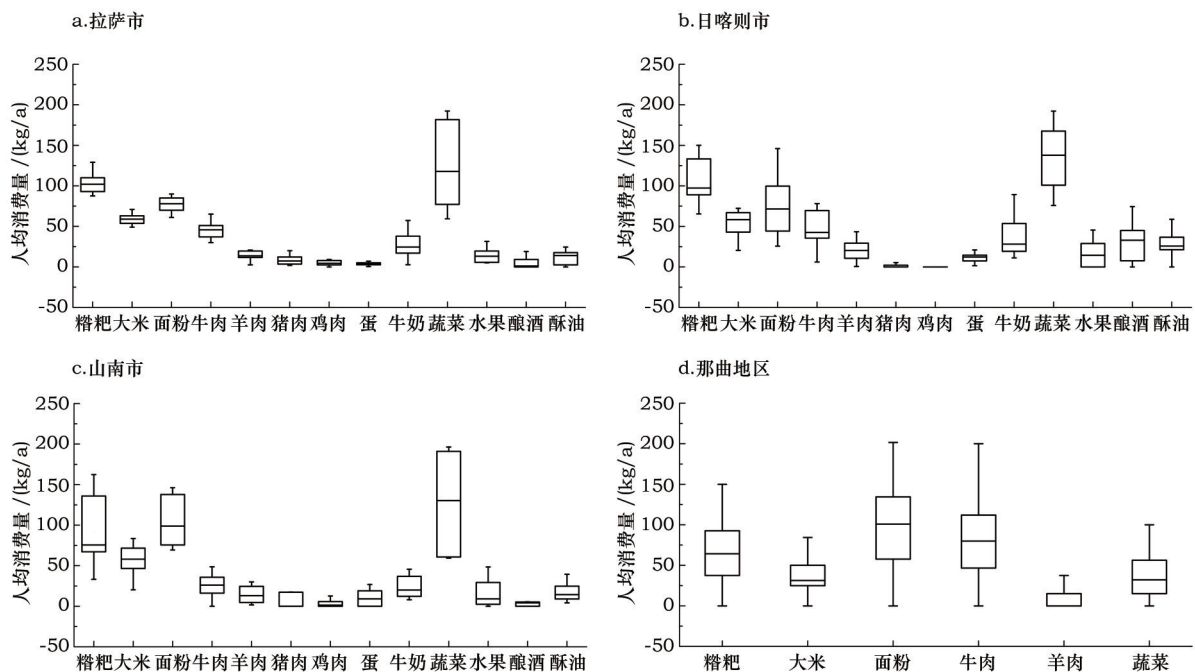 a.拉萨市
250
200
150
100
50
0
-50
人均消费量/(kg/a)
糌粑 大米 面粉 牛肉 羊肉 猪肉 鸡肉 蛋 牛奶 蔬菜 水果 酿酒 酥油
b.日喀则市
250
200
150
100
50
0
-50
人均消费量/(kg/a)
糌粑 大米 面粉 牛肉 羊肉 猪肉 鸡肉 蛋 牛奶 蔬菜 水果 酿酒 酥油
c.山南市
250
200
150
100
50
0
-50
人均消费量/(kg/a)
糌粑 大米 面粉 牛肉 羊肉 猪肉 鸡肉 蛋 牛奶 蔬菜 水果 酿酒 酥油
d.那曲地区
250
200
150
100
50
0
-50
人均消费量/(kg/a)
糌粑 大米 面粉 牛肉 羊肉 蔬菜